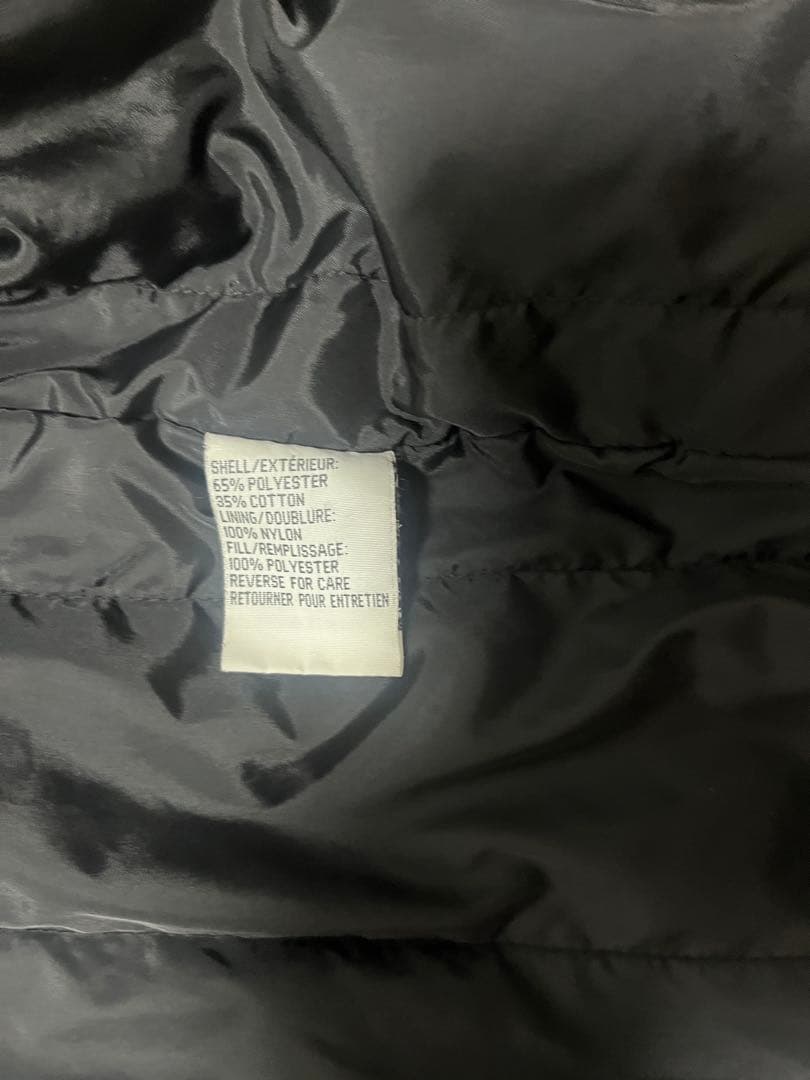 SHELL/EXTÉRIEUR:
65% POLYESTER
35% COTTON
LINING/DOUBLURE:
100% NYLON
FILL/REMPLISSAGE:
100% POLYESTER
REVERSE FOR CARE
RETOURNER POUR ENTRETIEN